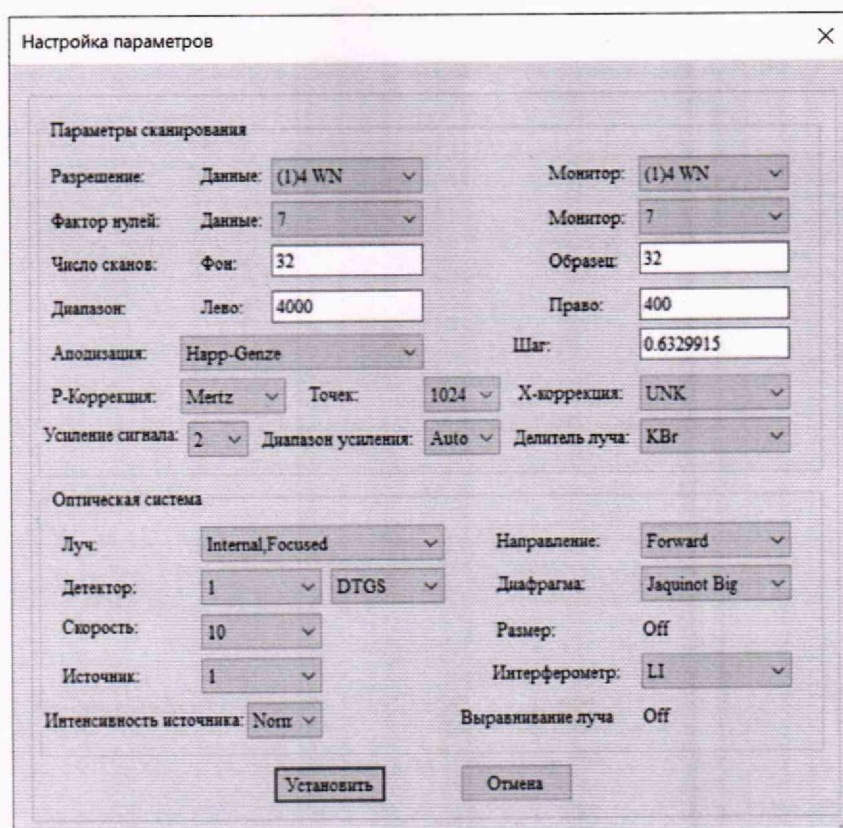 Настройка параметров
Параметры сканирования
Разрешение: Данные: (1)4 WN Монитор: (1)4 WN
Фактор нулей: Данные: 7 Монитор: 7
Число сканов: Фон: 32 Образец: 32
Диапазон: Лево: 4000 Право: 400
Аподизация: Happ-Genze Шаг: 0.6329915
Р-Коррекция: Mertz Точек: 1024 Х-коррекция: UNK
Усиление сигнала: 2 Диапазон усиления: Auto Делитель луча: KBr
Оптическая система
Луч: Internal,Focused Направление: Forward
Детектор: 1 DTGS Диафрагма: Jaquinot Big
Скорость: 10 Размер: Off
Источник: 1 Интерферометр: LI
Интенсивность источника: Norn Выравнивание луча Off
Установить Отмена